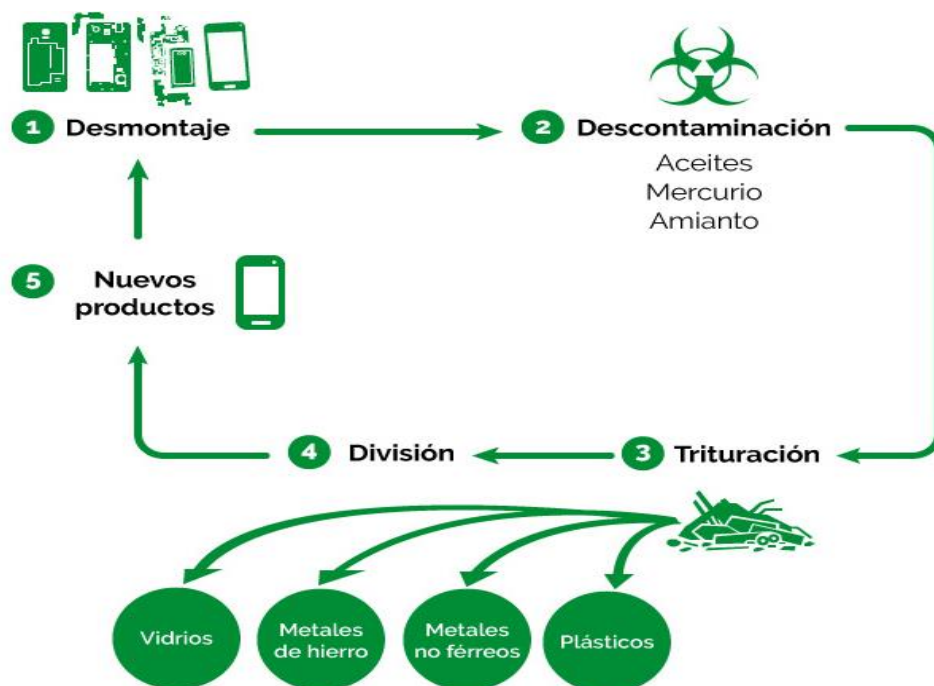 1 Desmontaje
2 Descontaminación
Aceites
Mercurio
Amianto
5 Nuevos
productos
4 División
3 Trituración
Vidrios
Metales
de hierro
Metales
no férreos
Plásticos